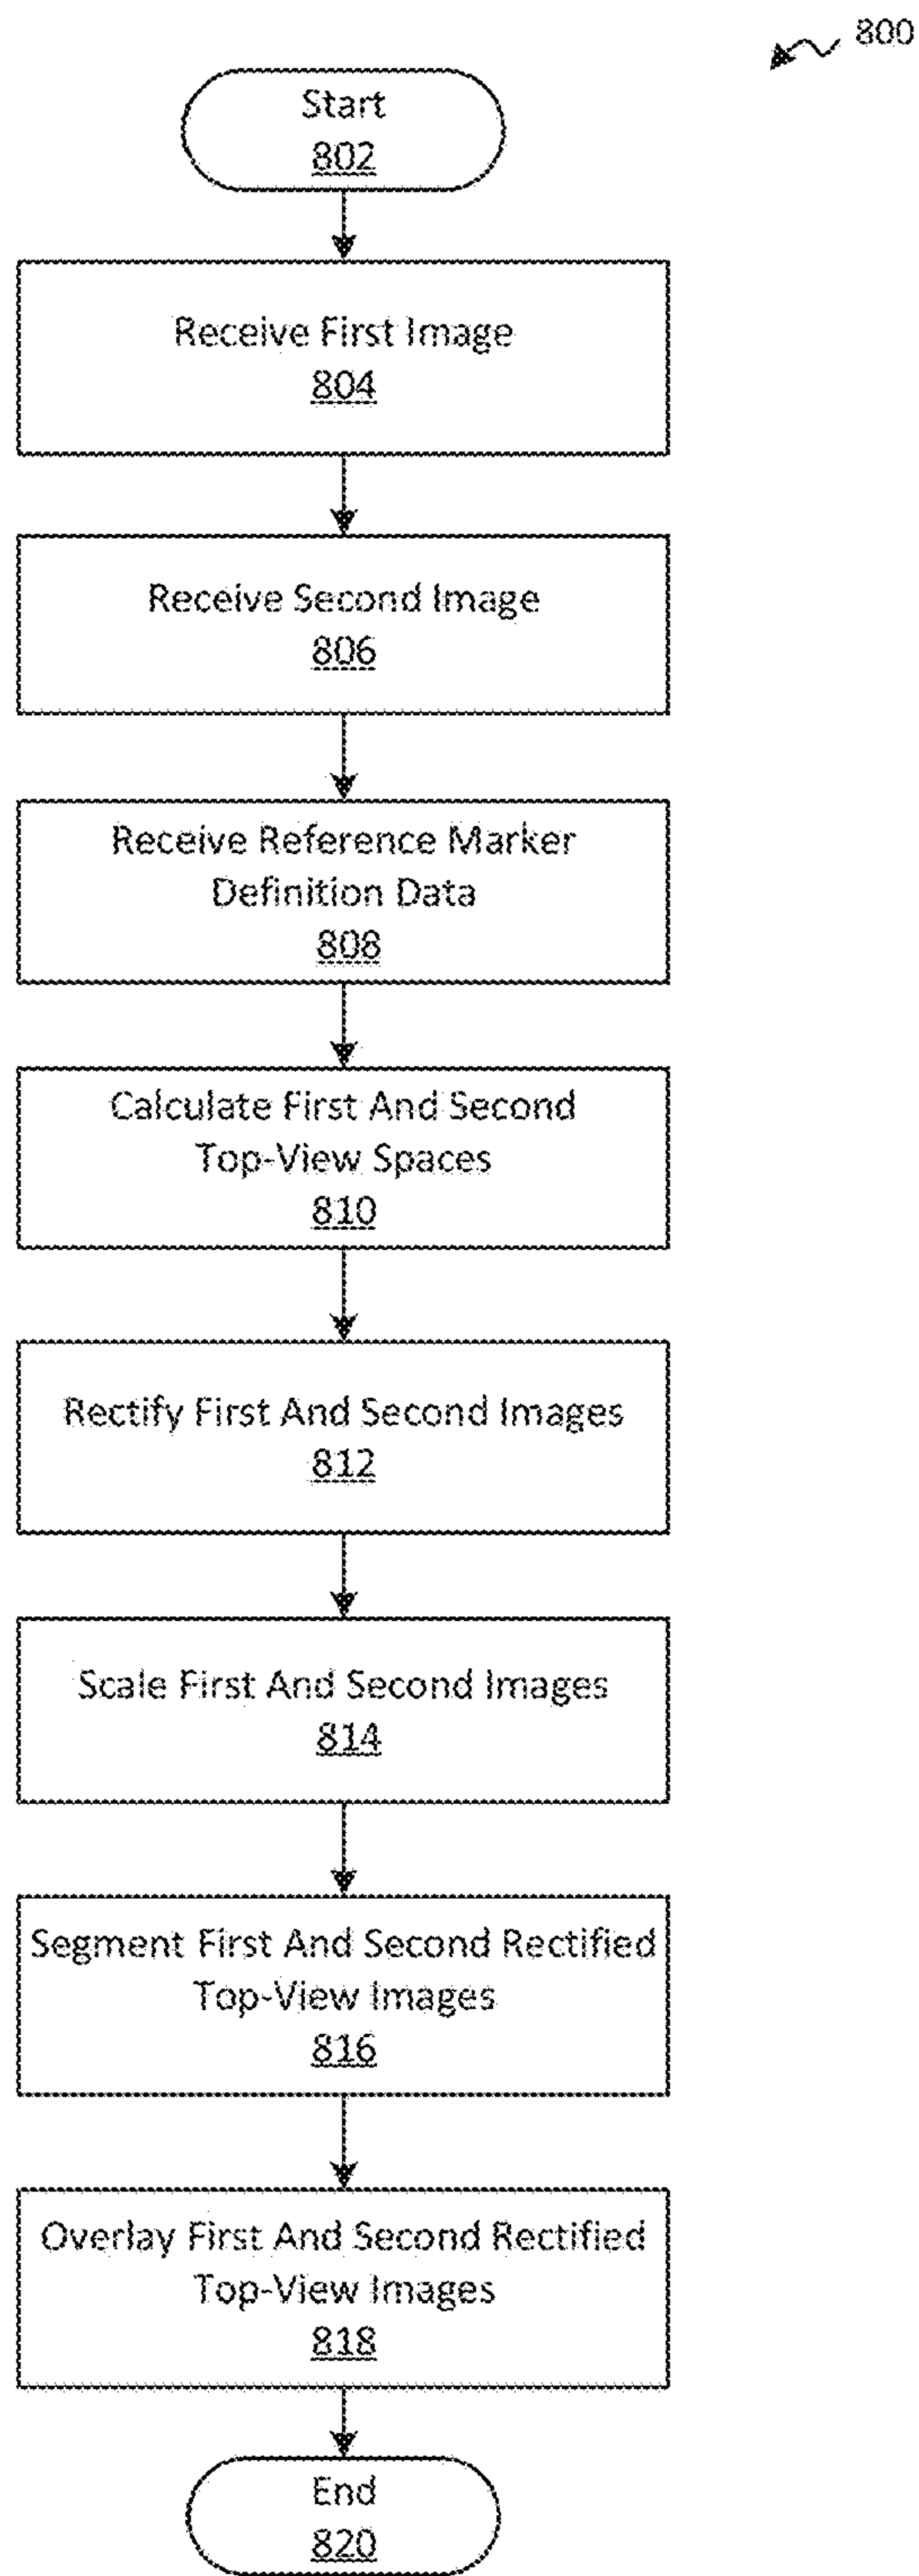 800
Start
802
Receive First Image
804
Receive Second Image
806
Receive Reference Marker
Definition Data
808
Calculate First And Second
Top-View Spaces
810
Rectify First And Second Images
812
Scale First And Second Images
814
Segment First And Second Rectified
Top-View Images
816
Overlay First And Second Rectified
Top-View Images
818
End
820